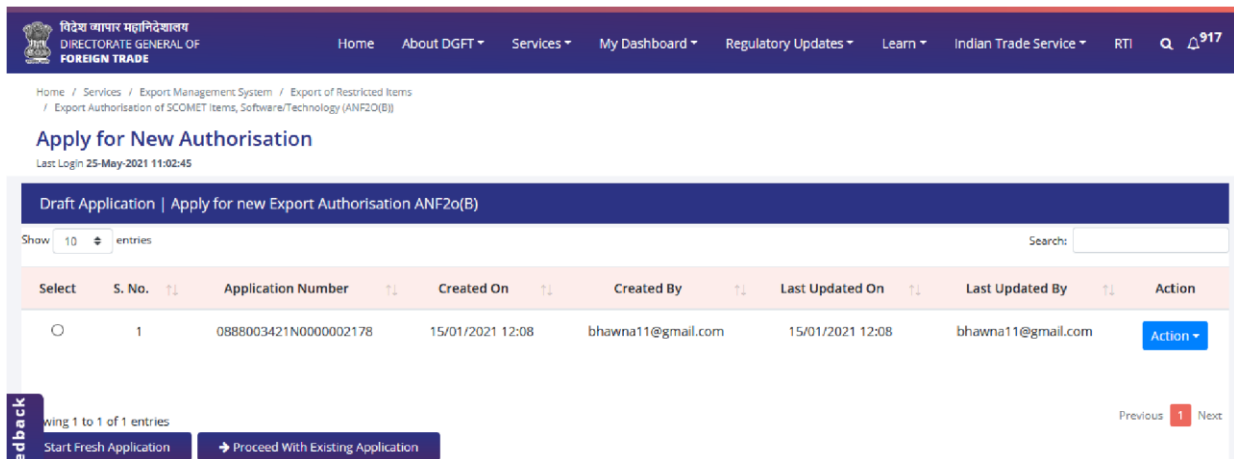 विदेश व्यापार महानिदेशालय
DIRECTORATE GENERAL OF
FOREIGN TRADE
Home About DGFT Services My Dashboard Regulatory Updates Learn Indian Trade Service RTI 917
Home / Services / Export Management System / Export of Restricted Items
/ Export Authorisation of SCOMET Items, Software/Technology (ANF2O(B))
Apply for New Authorisation
Last Login 25-May-2021 11:02:45
Draft Application | Apply for new Export Authorisation ANF2o(B)
Show 10 entries Search:
Select S. No. Application Number Created On Created By Last Updated On Last Updated By Action
1 0888003421N0000002178 15/01/2021 12:08 bhawna11@gmail.com 15/01/2021 12:08 bhawna11@gmail.com Action
wing 1 to 1 of 1 entries Previous 1 Next
Start Fresh Application → Proceed With Existing Application
edback